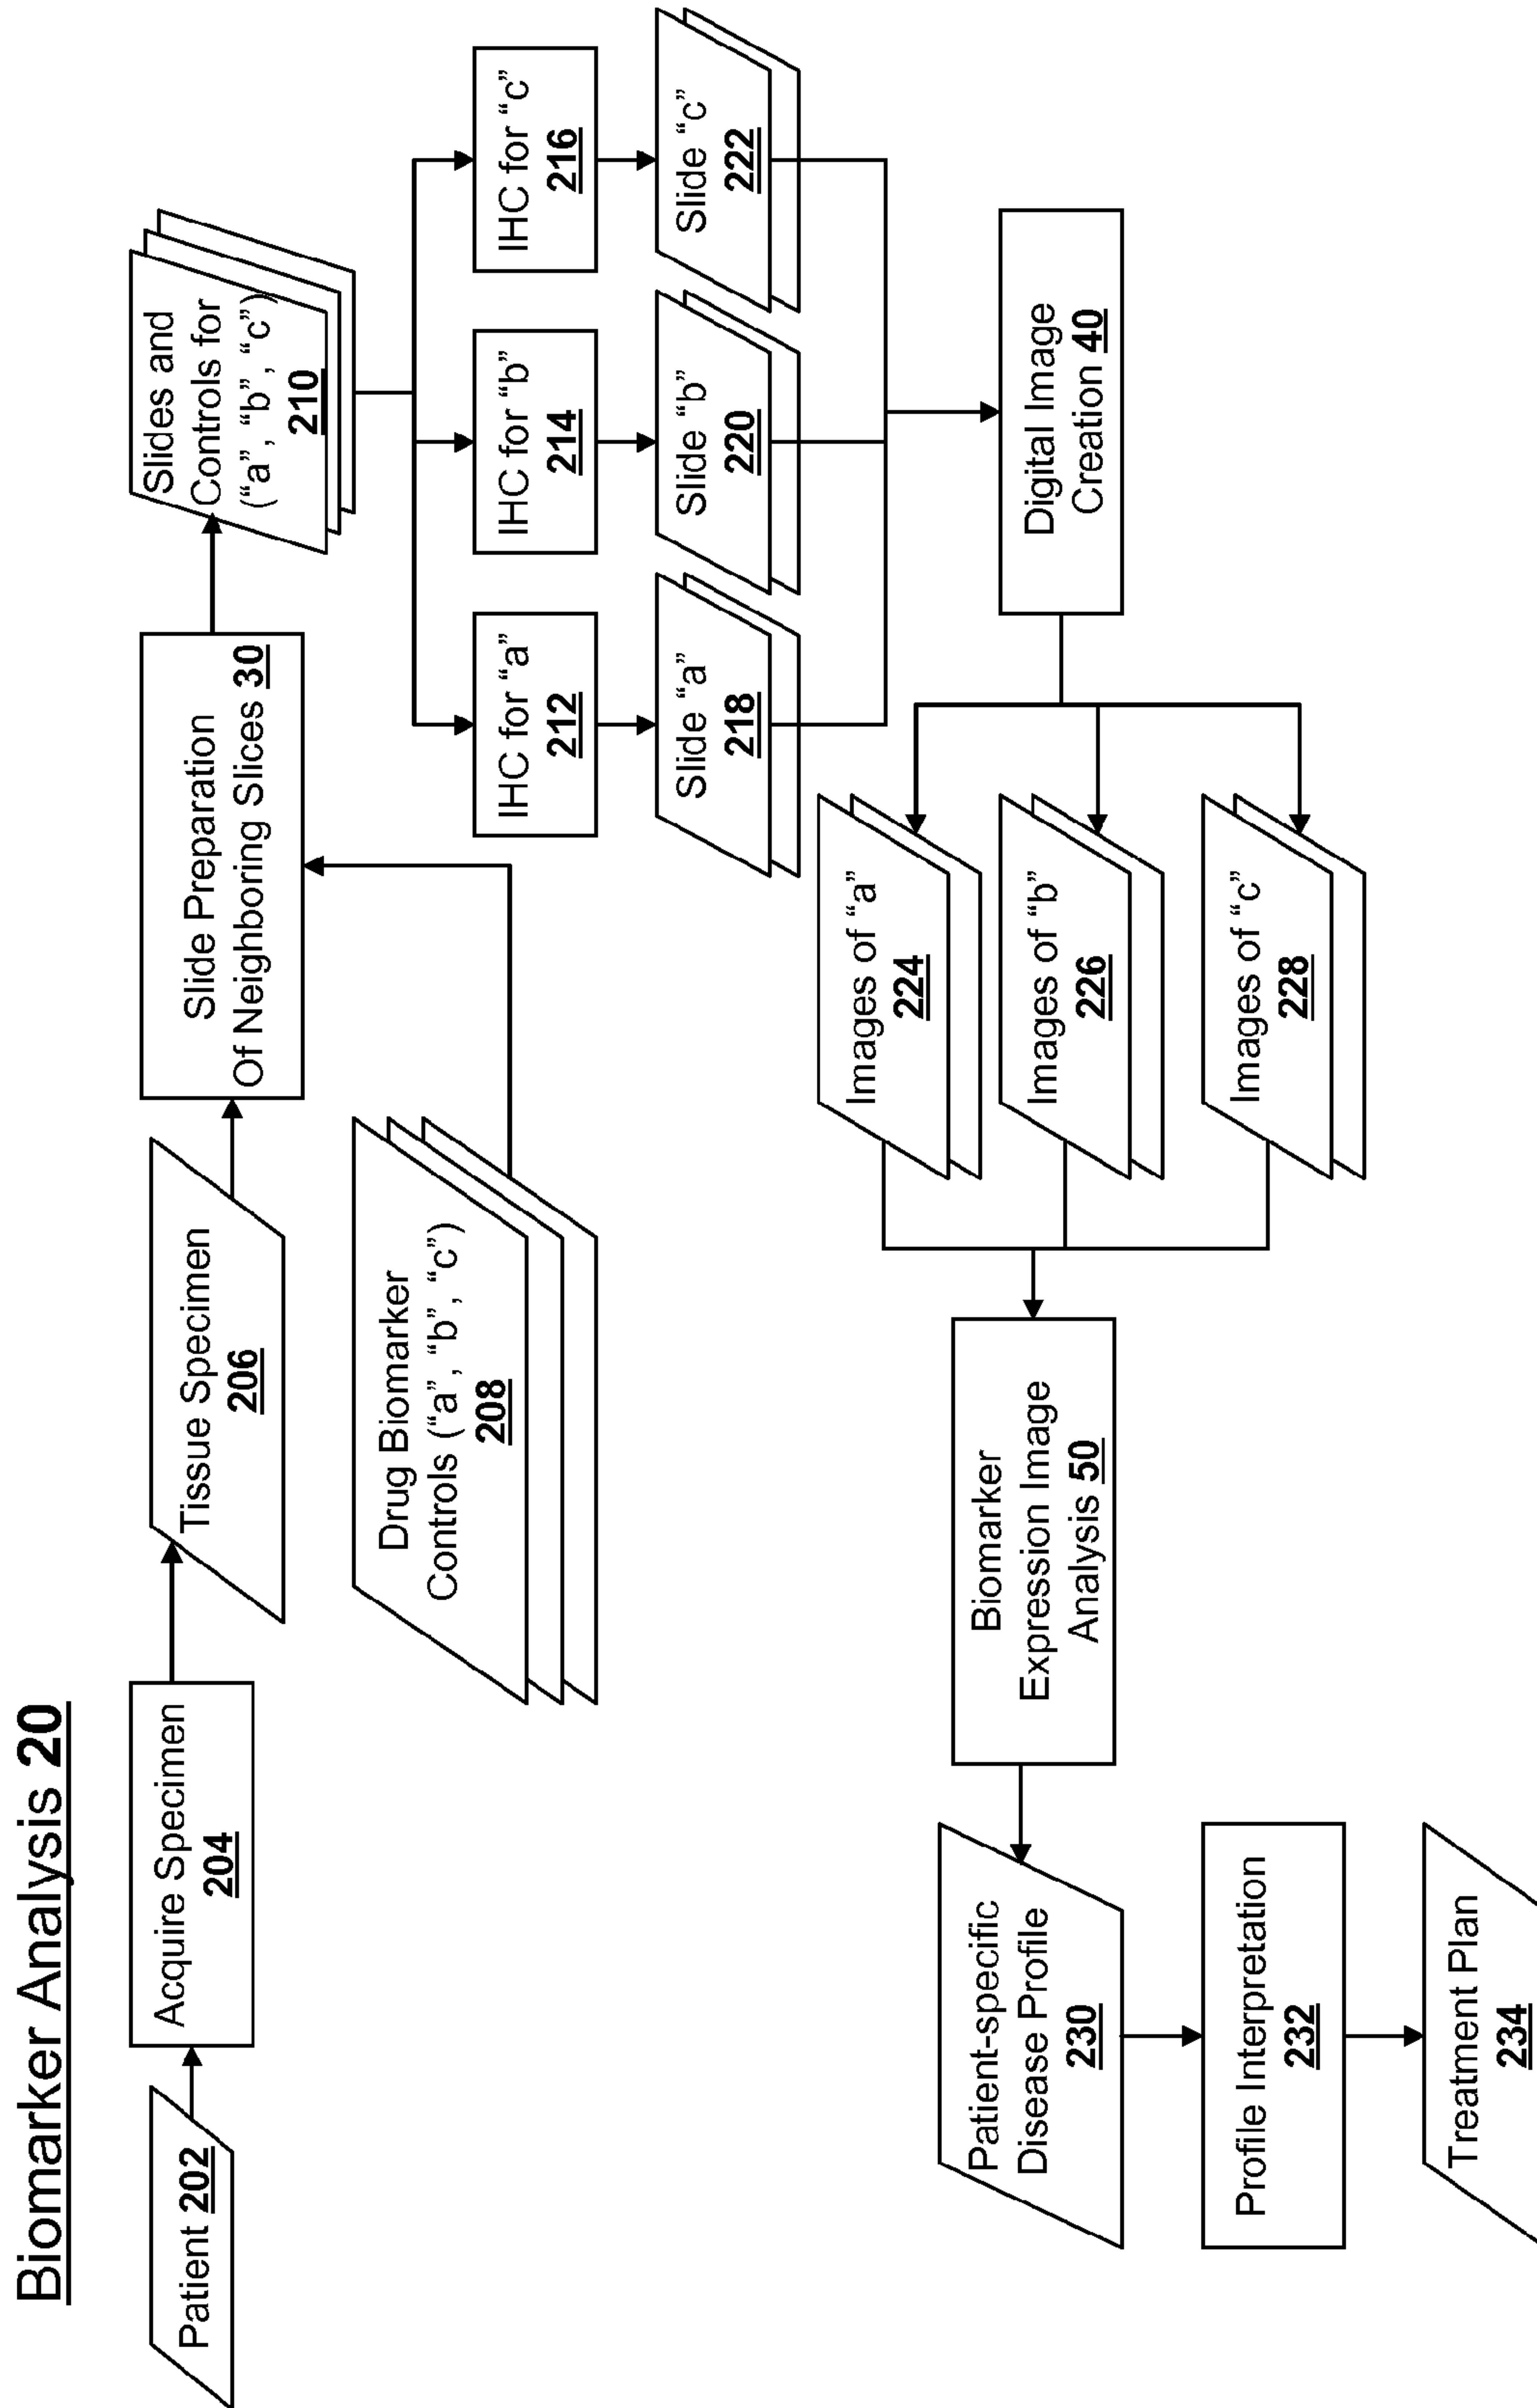 Biomarker Analysis 20
Patient 202
Acquire Specimen
204
Tissue Specimen
206
Drug Biomarker
Controls (“a”, “b”, “c”)
208
Slide Preparation
Of Neighboring Slices 30
Slides and
Controls for
(“a”, “b”, “c”)
210
IHC for “a”
212
IHC for “b”
214
IHC for “c”
216
Slide “a”
218
Slide “b”
220
Slide “c”
222
Digital Image
Creation 40
Images of “a”
224
Images of “b”
226
Images of “c”
228
Biomarker
Expression Image
Analysis 50
Patient-specific
Disease Profile
230
Profile Interpretation
232
Treatment Plan
234